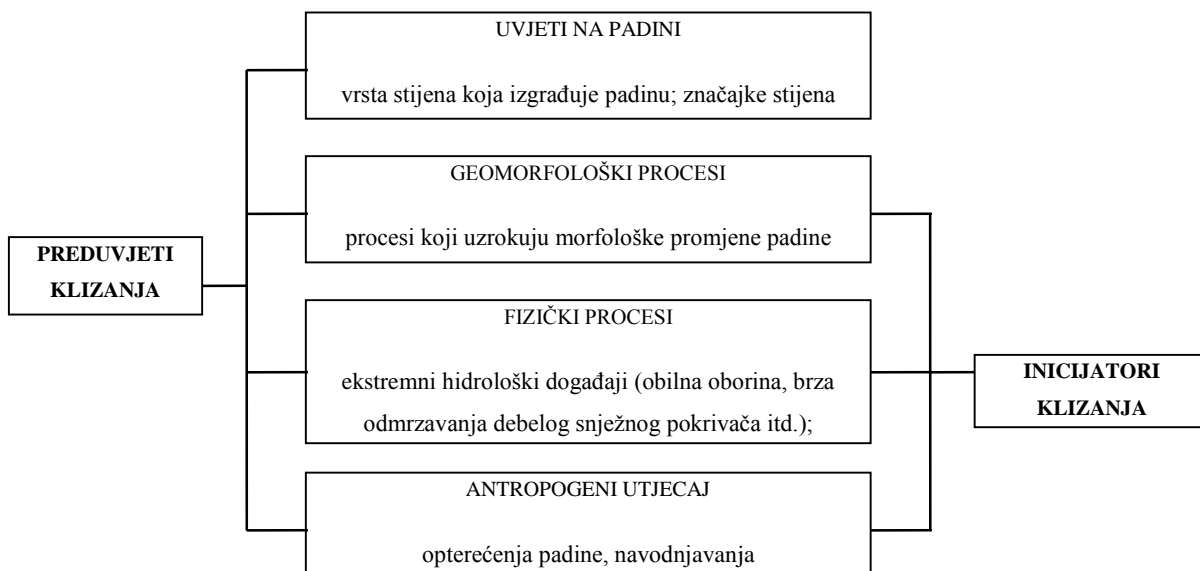 UVJETI NA PADINI
vrsta stijena koja izgrađuje padinu; značajke stijena
GEOMORFOLOŠKI PROCESI
procesi koji uzrokuju morfološke promjene padine
PREDUVJETI
KLIZANJA
FIZIČKI PROCESI
ekstremni hidrološki događaji (obilna oborina, brza
odmrzavanja debelog snježnog pokrivača itd.);
INICIJATORI
KLIZANJA
ANTROPOGENI UTJECAJ
opterećenja padine, navodnjavanja